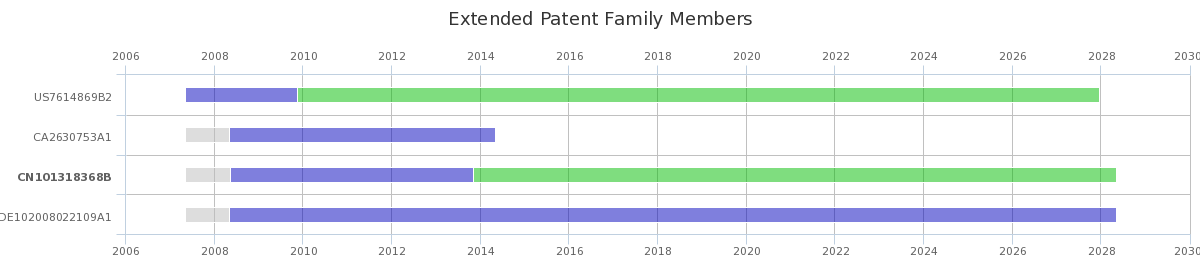 Extended Patent Family Members
2006 2008 2010 2012 2014 2016 2018 2020 2022 2024 2026 2028 2030
US7614869B2
CA2630753A1
CN101318368B
DE102008022109A1
2006 2008 2010 2012 2014 2016 2018 2020 2022 2024 2026 2028 2030